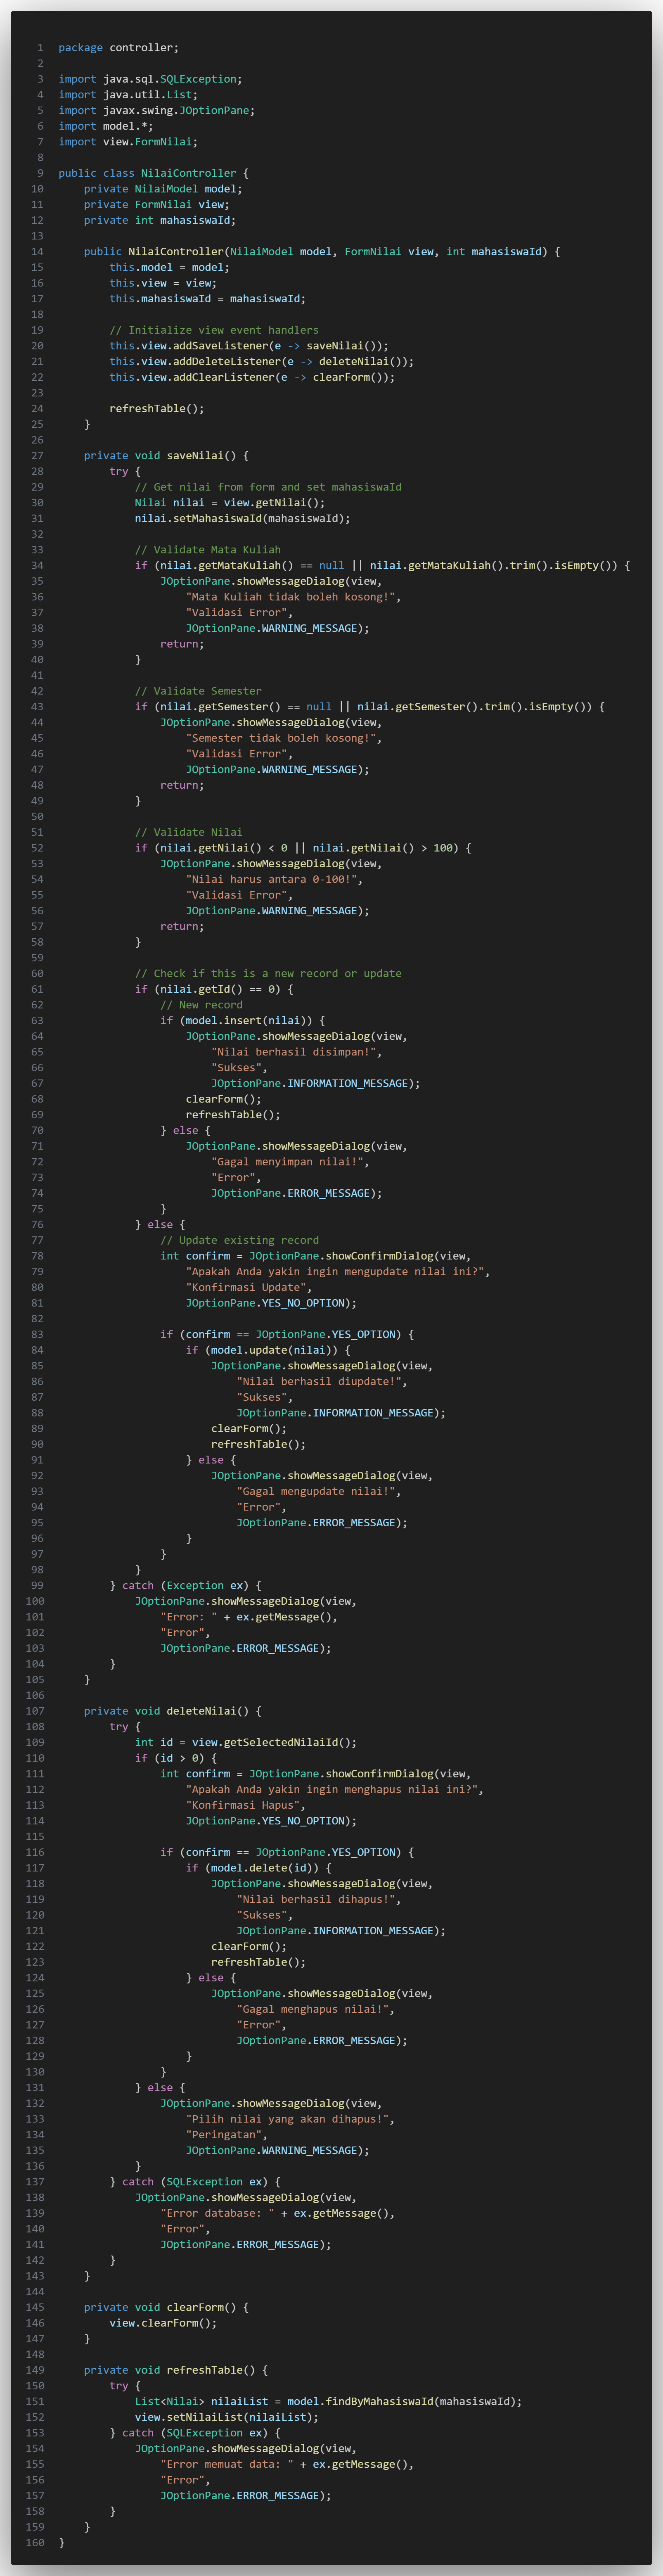 1 package controller;
2
3 import java.sql.SQLException;
4 import java.util.List;
5 import javax.swing.JOptionPane;
6 import model.*;
7 import view.FormNilai;
8
9 public class NilaiController {
10     private NilaiModel model;
11     private FormNilai view;
12     private int mahasiswaId;
13
14     public NilaiController(NilaiModel model, FormNilai view, int mahasiswaId) {
15         this.model = model;
16         this.view = view;
17         this.mahasiswaId = mahasiswaId;
18
19         // Initialize view event handlers
20         this.view.addSaveListener(e -> saveNilai());
21         this.view.addDeleteListener(e -> deleteNilai());
22         this.view.addClearListener(e -> clearForm());
23
24         refreshTable();
25     }
26
27     private void saveNilai() {
28         try {
29             // Get nilai from form and set mahasiswaId
30             Nilai nilai = view.getNilai();
31             nilai.setMahasiswaId(mahasiswaId);
32
33             // Validate Mata Kuliah
34             if (nilai.getMataKuliah() == null || nilai.getMataKuliah().trim().isEmpty()) {
35                 JOptionPane.showMessageDialog(view,
36                     "Mata Kuliah tidak boleh kosong!",
37                     "Validasi Error",
38                     JOptionPane.WARNING_MESSAGE);
39                 return;
40             }
41
42             // Validate Semester
43             if (nilai.getSemester() == null || nilai.getSemester().trim().isEmpty()) {
44                 JOptionPane.showMessageDialog(view,
45                     "Semester tidak boleh kosong!",
46                     "Validasi Error",
47                     JOptionPane.WARNING_MESSAGE);
48                 return;
49             }
50
51             // Validate Nilai
52             if (nilai.getNilai() < 0 || nilai.getNilai() > 100) {
53                 JOptionPane.showMessageDialog(view,
54                     "Nilai harus antara 0-100!",
55                     "Validasi Error",
56                     JOptionPane.WARNING_MESSAGE);
57                 return;
58             }
59
60             // Check if this is a new record or update
61             if (nilai.getId() == 0) {
62                 // New record
63                 if (model.insert(nilai)) {
64                     JOptionPane.showMessageDialog(view,
65                         "Nilai berhasil disimpan!",
66                         "Sukses",
67                         JOptionPane.INFORMATION_MESSAGE);
68                     clearForm();
69                     refreshTable();
70                 } else {
71                     JOptionPane.showMessageDialog(view,
72                         "Gagal menyimpan nilai!",
73                         "Error",
74                         JOptionPane.ERROR_MESSAGE);
75                 }
76             } else {
77                 // Update existing record
78                 int confirm = JOptionPane.showConfirmDialog(view,
79                     "Apakah Anda yakin ingin mengupdate nilai ini?",
80                     "Konfirmasi Update",
81                     JOptionPane.YES_NO_OPTION);
82
83                 if (confirm == JOptionPane.YES_OPTION) {
84                     if (model.update(nilai)) {
85                         JOptionPane.showMessageDialog(view,
86                             "Nilai berhasil diupdate!",
87                             "Sukses",
88                             JOptionPane.INFORMATION_MESSAGE);
89                         clearForm();
90                         refreshTable();
91                     } else {
92                         JOptionPane.showMessageDialog(view,
93                             "Gagal mengupdate nilai!",
94                             "Error",
95                             JOptionPane.ERROR_MESSAGE);
96                     }
97                 }
98             }
99         } catch (Exception ex) {
100             JOptionPane.showMessageDialog(view,
101                 "Error: " + ex.getMessage(),
102                 "Error",
103                 JOptionPane.ERROR_MESSAGE);
104         }
105     }
106
107     private void deleteNilai() {
108         try {
109             int id = view.getSelectedNilaiId();
110             if (id > 0) {
111                 int confirm = JOptionPane.showConfirmDialog(view,
112                     "Apakah Anda yakin ingin menghapus nilai ini?",
113                     "Konfirmasi Hapus",
114                     JOptionPane.YES_NO_OPTION);
115
116                 if (confirm == JOptionPane.YES_OPTION) {
117                     if (model.delete(id)) {
118                         JOptionPane.showMessageDialog(view,
119                             "Nilai berhasil dihapus!",
120                             "Sukses",
121                             JOptionPane.INFORMATION_MESSAGE);
122                         clearForm();
123                         refreshTable();
124                     } else {
125                         JOptionPane.showMessageDialog(view,
126                             "Gagal menghapus nilai!",
127                             "Error",
128                             JOptionPane.ERROR_MESSAGE);
129                     }
130                 }
131             } else {
132                 JOptionPane.showMessageDialog(view,
133                     "Pilih nilai yang akan dihapus!",
134                     "Peringatan",
135                     JOptionPane.WARNING_MESSAGE);
136             }
137         } catch (SQLException ex) {
138             JOptionPane.showMessageDialog(view,
139                 "Error database: " + ex.getMessage(),
140                 "Error",
141                 JOptionPane.ERROR_MESSAGE);
142         }
143     }
144
145     private void clearForm() {
146         view.clearForm();
147     }
148
149     private void refreshTable() {
150         try {
151             List<Nilai> nilaiList = model.findByMahasiswaId(mahasiswaId);
152             view.setNilaiList(nilaiList);
153         } catch (SQLException ex) {
154             JOptionPane.showMessageDialog(view,
155                 "Error memuat data: " + ex.getMessage(),
156                 "Error",
157                 JOptionPane.ERROR_MESSAGE);
158         }
159     }
160 }